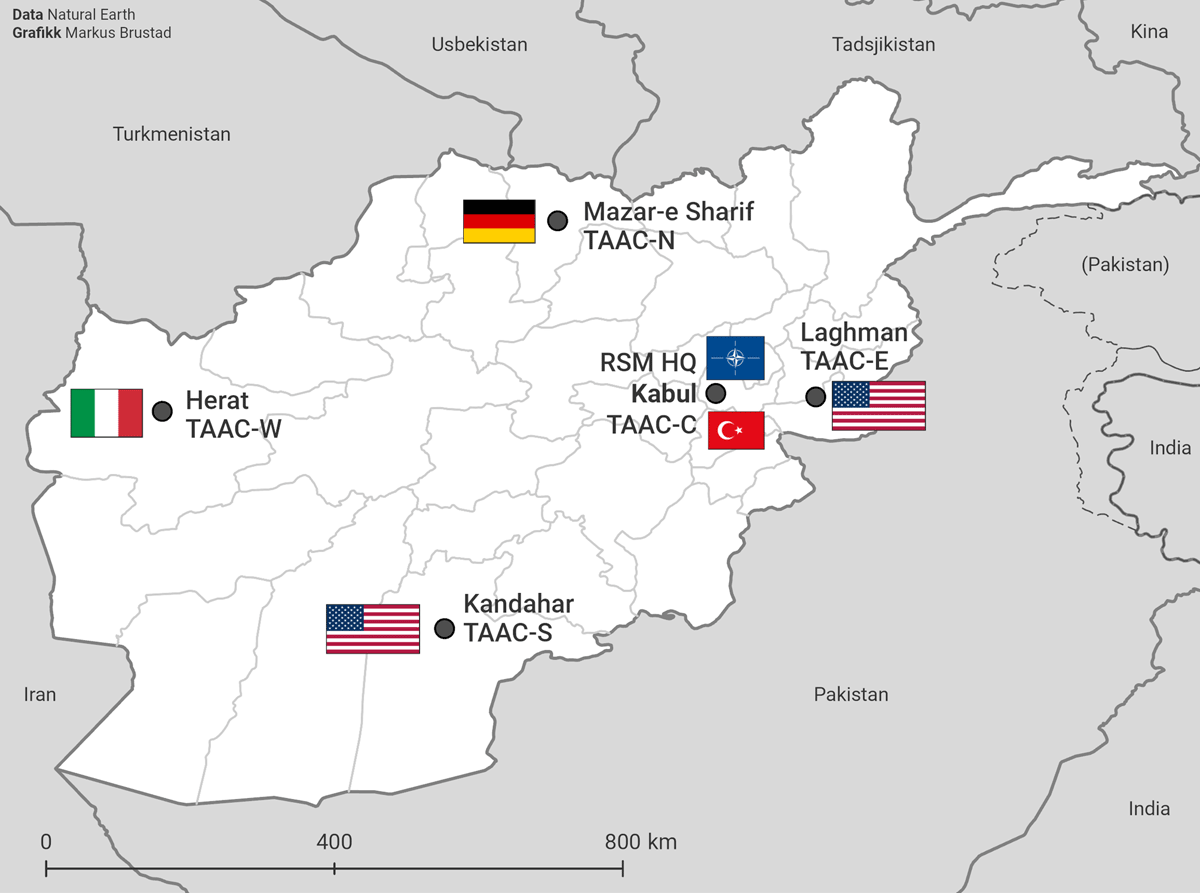 Data Natural Earth
Grafikk Markus Brustad
Usbekistan
Tadsjikistan
Kina
Turkmenistan
Mazar-e Sharif
TAAC-N
(Pakistan)
Laghman
TAAC-E
RSM HQ
Kabul
TAAC-C
Herat
TAAC-W
India
Kandahar
TAAC-S
Iran
Pakistan
India
0 400 800 km